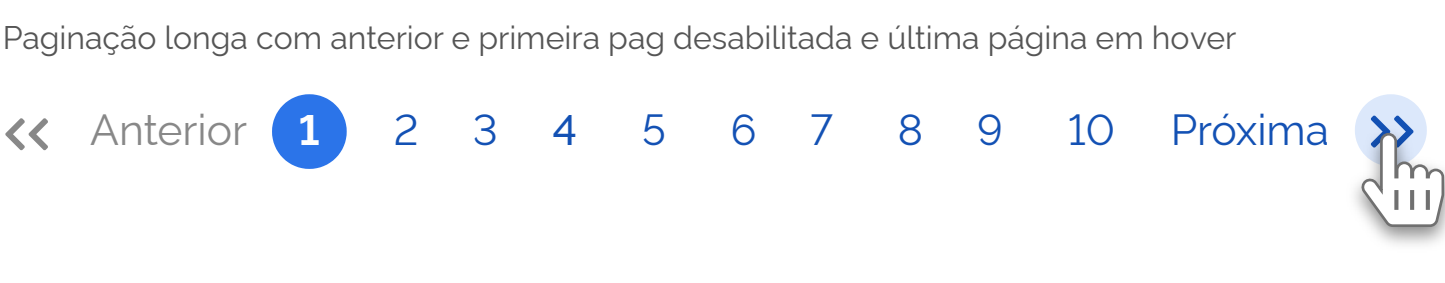 Paginação longa com anterior e primeira pag desabilitada e última página em hover
<< Anterior 1 2 3 4 5 6 7 8 9 10 Próxima >>